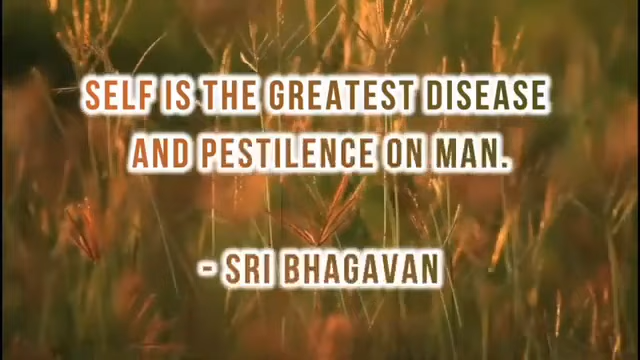 SELF IS THE GREATEST DISEASE
AND PESTILENCE ON MAN.
- SRI BHAGAVAN